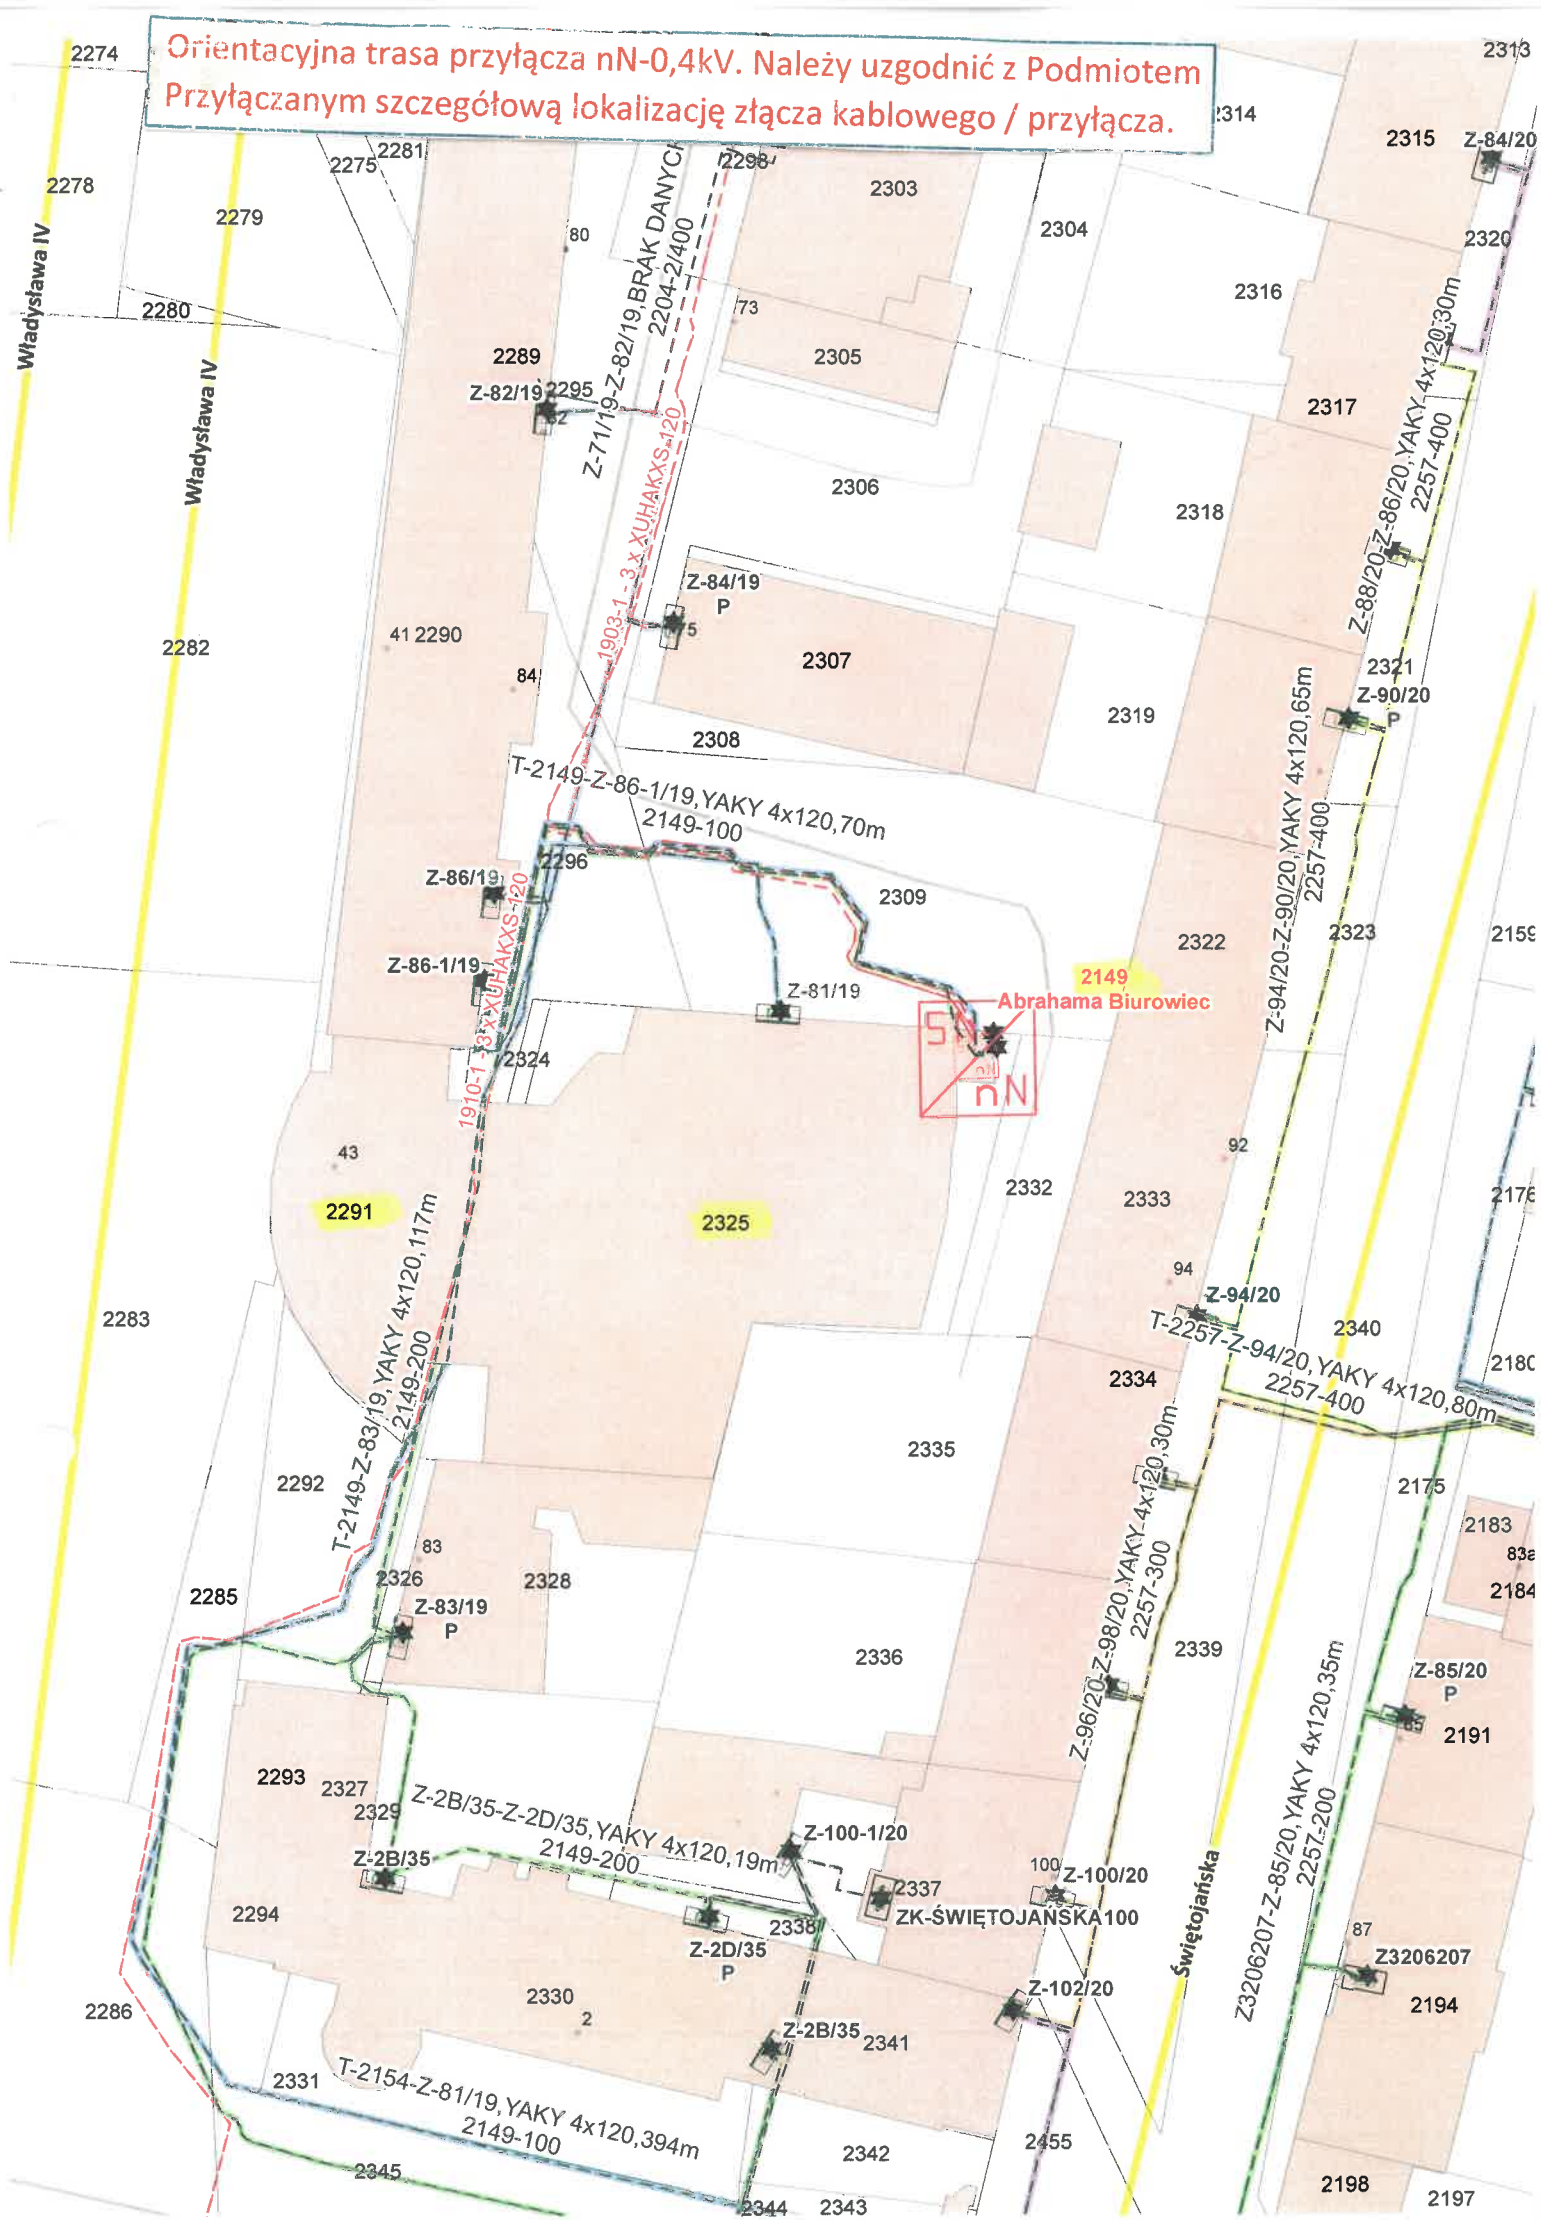 Orientacyjna trasa przyłącza nN-0,4kV. Należy uzgodnić z Podmiotem
Przyłączanym szczegółową lokalizację złącza kablowego / przyłącza.
2274
2313
2314
2315
Z-84/20
2275
2281
2298
2303
2278
2279
80
2304
2320
Władysława IV
Z-71/19-Z-82/19,BRAK DANYCH
2204-2/400
2316
2280
73
2289
2305
Władysława IV
Z-82/19
2295
82
2317
Z-88/20-Z-86/20,YAKY 4x120,30m
2257-400
2306
2318
1903-1 - 3 x XUHAKXS 120
Z-84/19
P
75
2282
41
2290
84
2307
2321
Z-90/20
P
2319
2308
T-2149-Z-86-1/19,YAKY 4x120,70m
2149-100
Z-94/20-Z-90/20,YAKY 4x120,65m
2257-400
2296
Z-86/19
2309
2322
2323
2159
Z-86-1/19
1910-1 - 3 x XUHAKXS 120
Z-81/19
2149
Abrahama Biurowiec
2324
nN
nN
43
92
2291
2325
2332
2333
2176
T-2149-Z-83/19,YAKY 4x120,117m
2149-200
94
Z-94/20
2283
2340
T-2257-Z-94/20,YAKY 4x120,80m
2257-400
2180
2334
2335
2292
2175
Z-96/20-Z-98/20,YAKY 4x120,30m
2257-300
2183
83
83a
2326
2328
2184
2285
Z-83/19
P
2336
2339
Z-85/20
P
85
2191
Z3206207-Z-85/20,YAKY 4x120,35m
2257-200
2293
2327
2329
Z-2B/35-Z-2D/35,YAKY 4x120,19m
2149-200
Z-100-1/20
Z-2B/35
100
Z-100/20
2337
ZK-ŚWIĘTOJAŃSKA100
2294
2338
Świętojańska
87
Z-2D/35
P
Z3206207
Z-102/20
2286
2330
2
2194
Z-2B/35
2341
2331
T-2154-Z-81/19,YAKY 4x120,394m
2149-100
2455
2342
2345
2198
2197
2344
2343